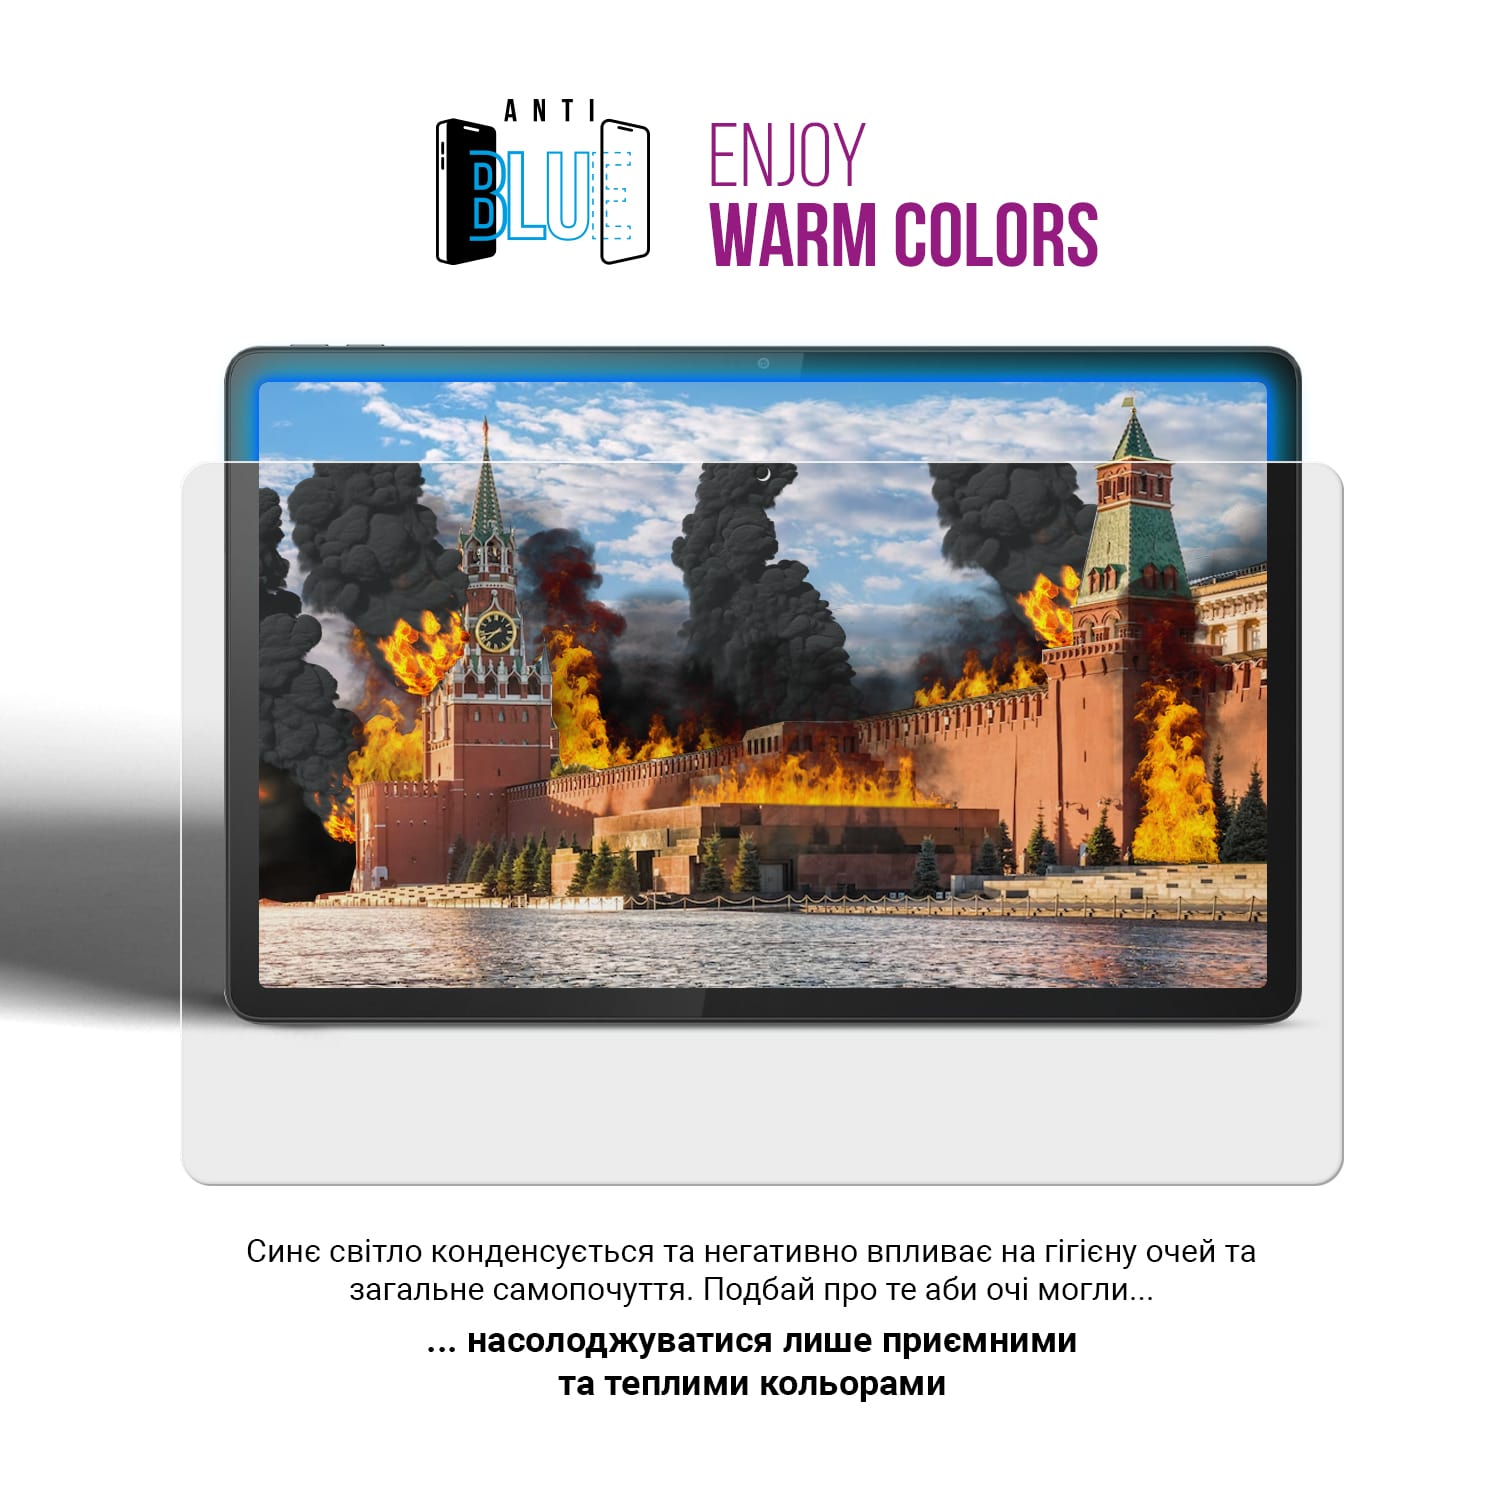 ANTI
BLUE
ENJOY
WARM COLORS
Синє світло конденсується та негативно впливає на гігієну очей та
загальне самопочуття. Подбай про те аби очі могли...
... насолоджуватися лише приємними
та теплими кольорами